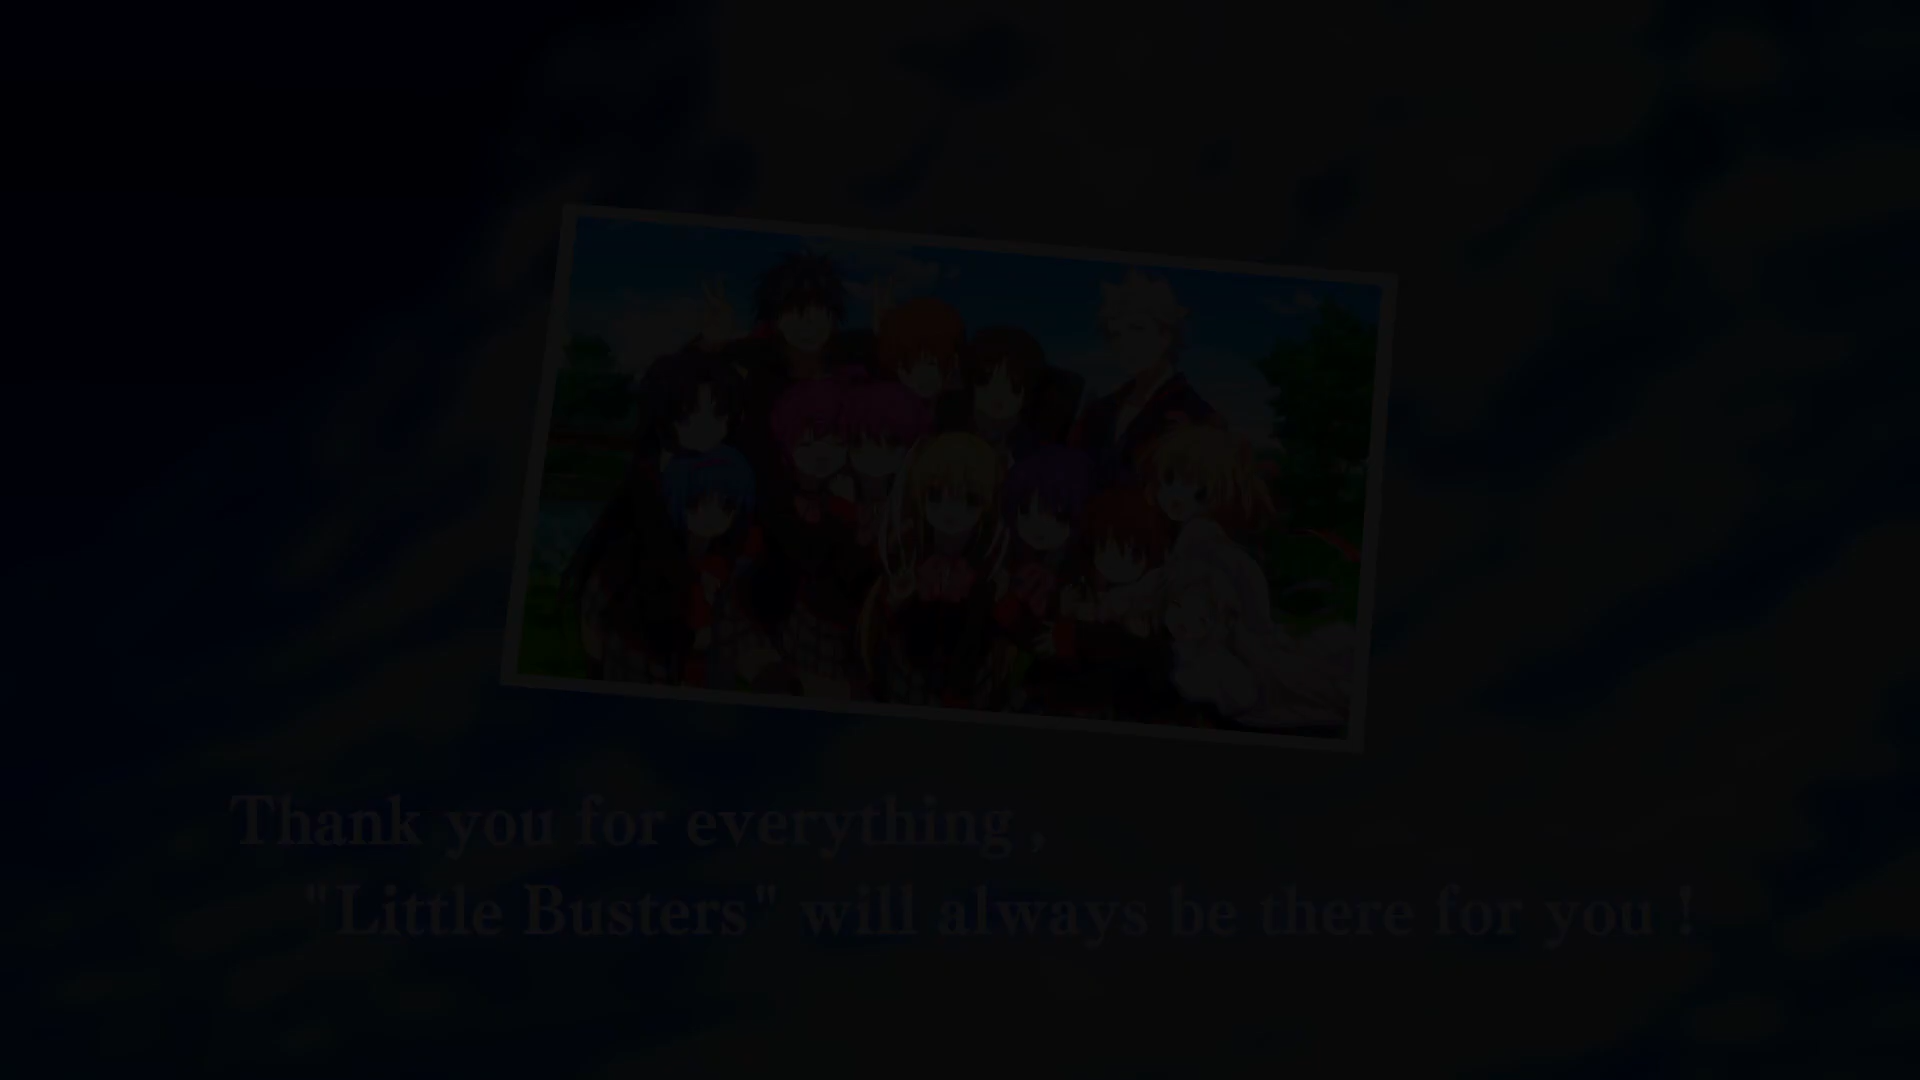 Thank you for everything ,
"Little Busters" will always be there for you !